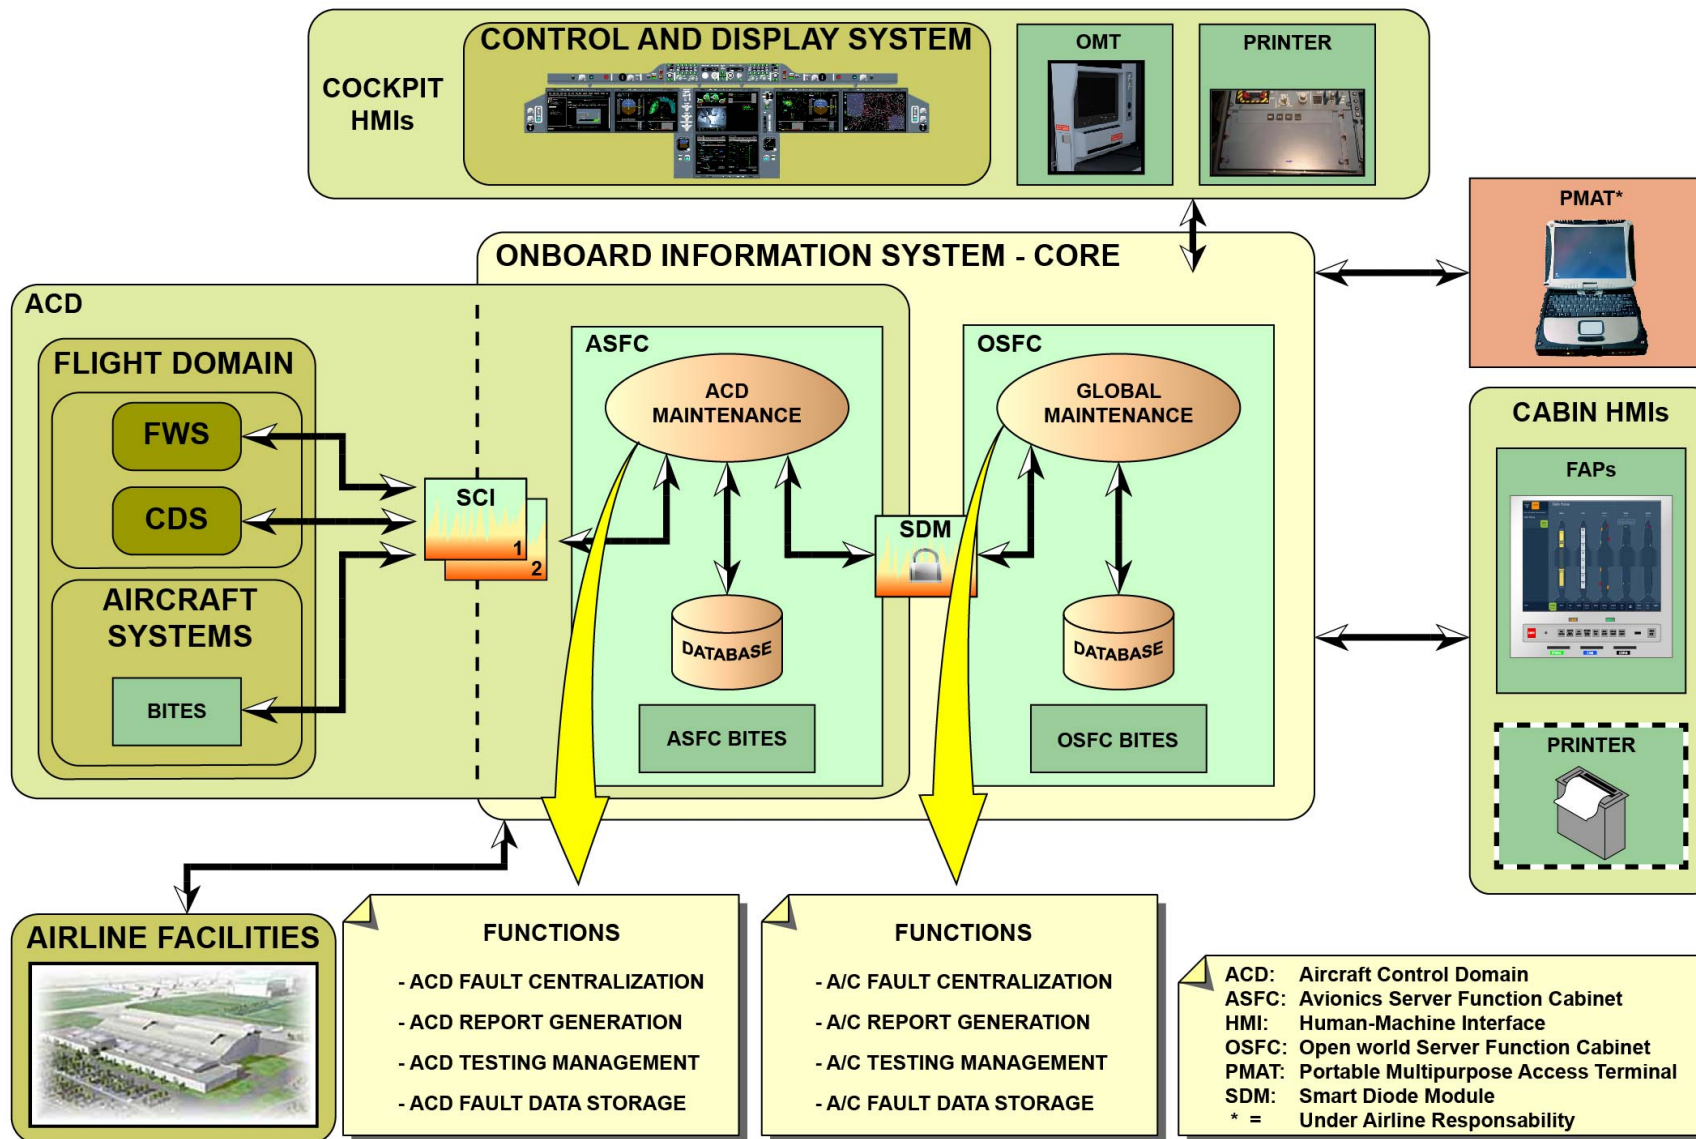 CONTROL AND DISPLAY SYSTEM
COCKPIT
HMIs
OMT
PRINTER
PMAT*
ONBOARD INFORMATION SYSTEM - CORE
ACD
FLIGHT DOMAIN
FWS
CDS
AIRCRAFT
SYSTEMS
BITES
SCI
1
2
ASFC
ACD
MAINTENANCE
DATABASE
ASFC BITES
SDM
OSFC
GLOBAL
MAINTENANCE
DATABASE
OSFC BITES
CABIN HMIs
FAPs
PRINTER
AIRLINE FACILITIES
FUNCTIONS
- ACD FAULT CENTRALIZATION
- ACD REPORT GENERATION
- ACD TESTING MANAGEMENT
- ACD FAULT DATA STORAGE
FUNCTIONS
- A/C FAULT CENTRALIZATION
- A/C REPORT GENERATION
- A/C TESTING MANAGEMENT
- A/C FAULT DATA STORAGE
ACD: Aircraft Control Domain
ASFC: Avionics Server Function Cabinet
HMI: Human-Machine Interface
OSFC: Open world Server Function Cabinet
PMAT: Portable Multipurpose Access Terminal
SDM: Smart Diode Module
* = Under Airline Responsability